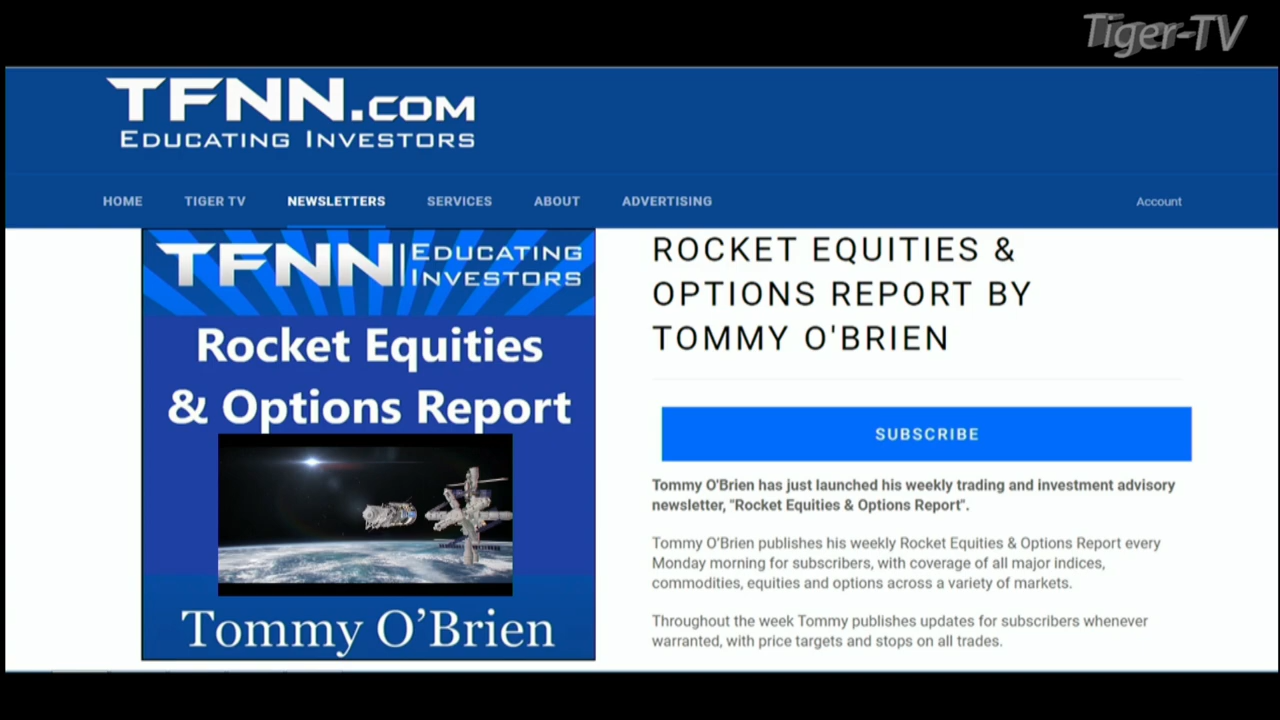 Tiger-TV
TFNN.COM
EDUCATING INVESTORS
HOME TIGER TV NEWSLETTERS SERVICES ABOUT ADVERTISING Account
TFNN | EDUCATING
INVESTORS
Rocket Equities
& Options Report
Tommy O’Brien
ROCKET EQUITIES &
OPTIONS REPORT BY
TOMMY O'BRIEN
SUBSCRIBE
Tommy O'Brien has just launched his weekly trading and investment advisory
newsletter, "Rocket Equities & Options Report".
Tommy O'Brien publishes his weekly Rocket Equities & Options Report every
Monday morning for subscribers, with coverage of all major indices,
commodities, equities and options across a variety of markets.
Throughout the week Tommy publishes updates for subscribers whenever
warranted, with price targets and stops on all trades.